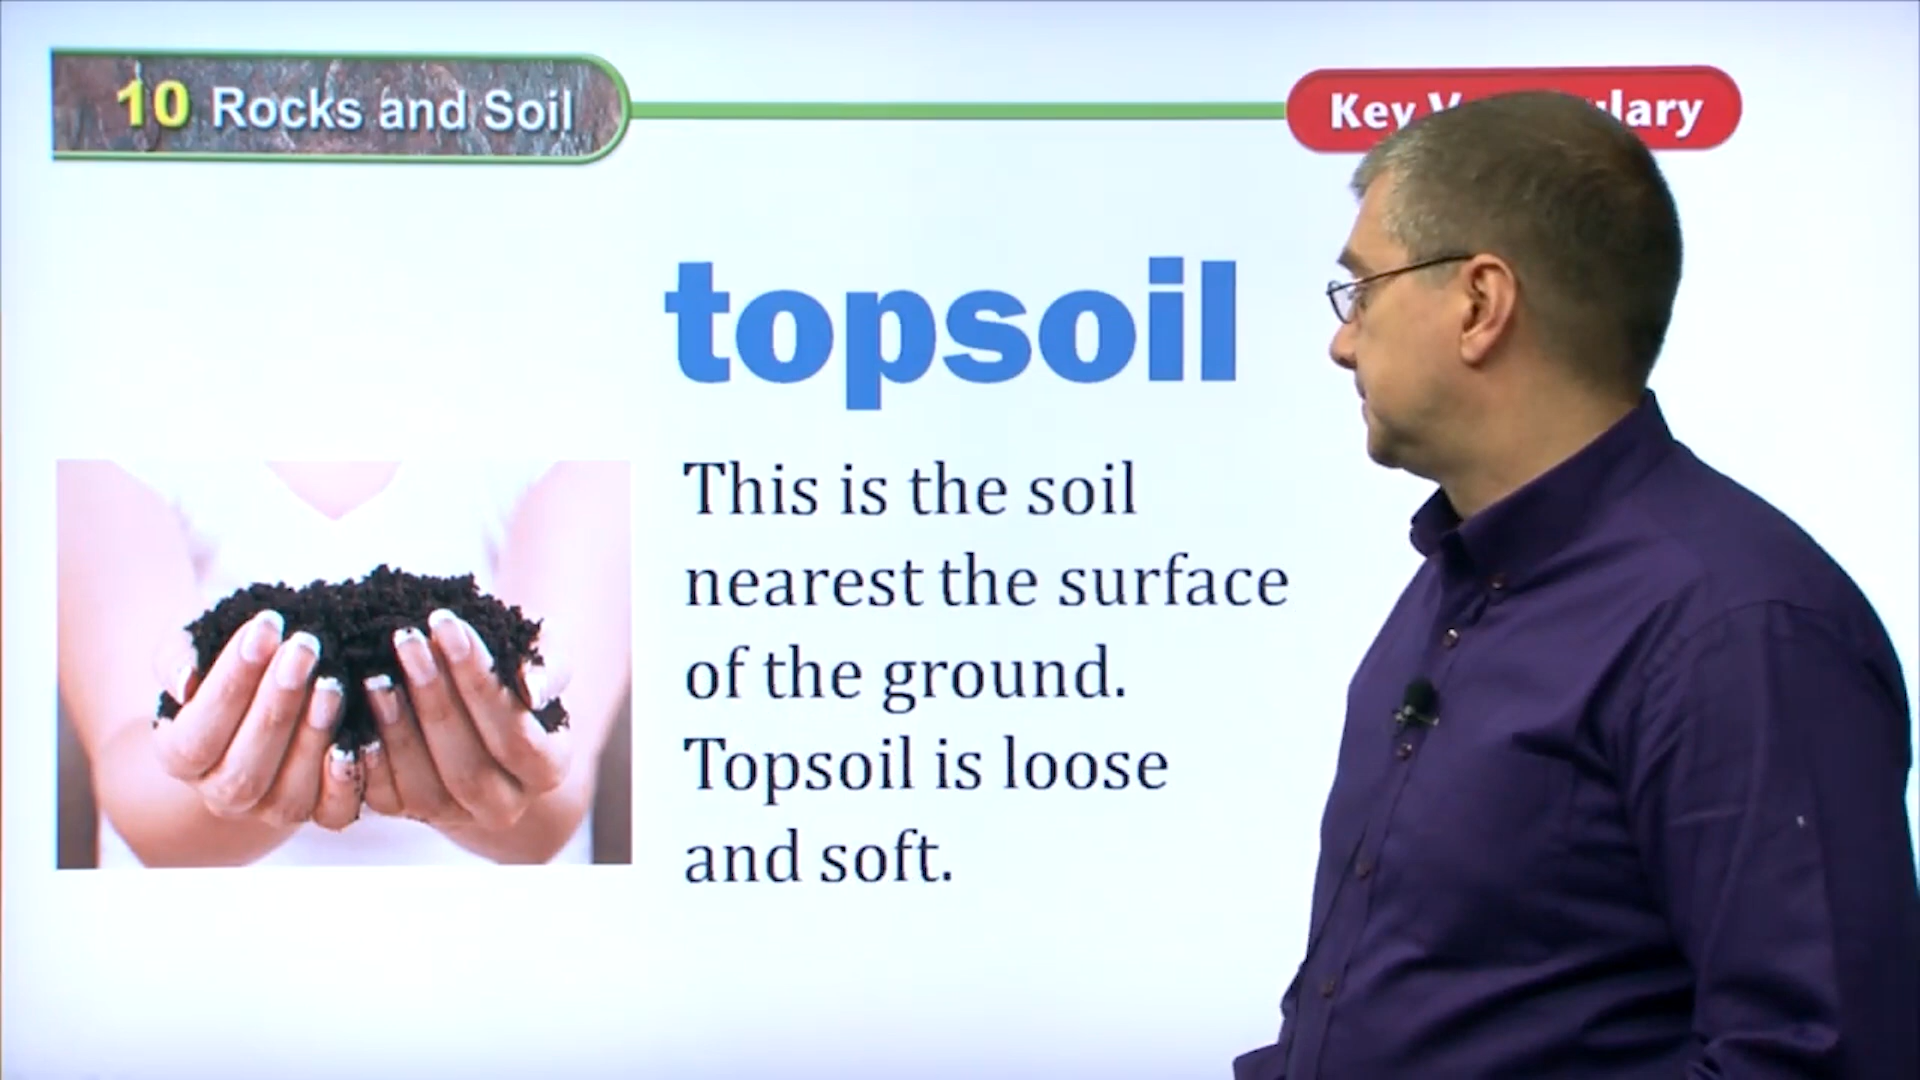 10 Rocks and Soil
Key
topsoil
This is the soil
nearest the surface
of the ground.
Topsoil is loose
and soft.